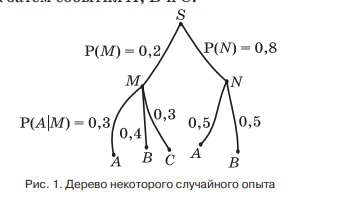 S
P(M) = 0,2 P(N) = 0,8
M N
P(A|M) = 0,3 0,3
0,4 0,5 0,5
A B C A B
Рис. 1. Дерево некоторого случайного опыта